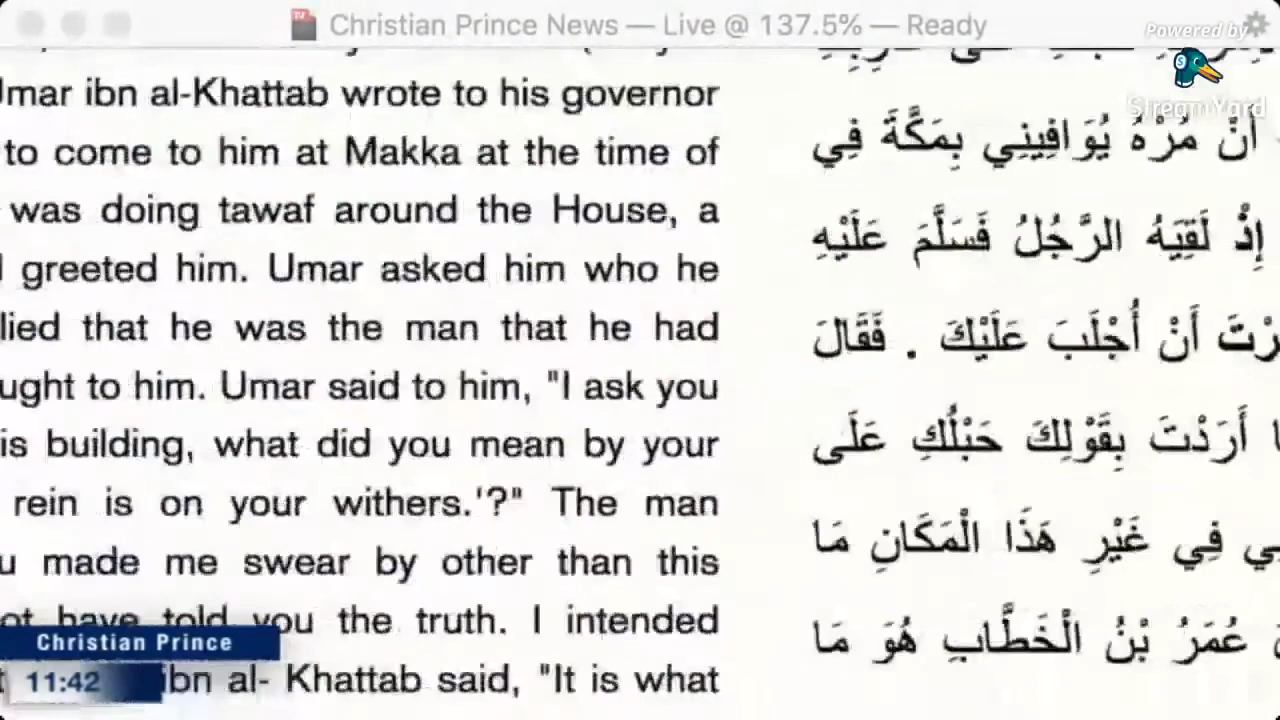 Christian Prince News — Live @ 137.5% — Ready
Powered by
StreamYard
Umar ibn al-Khattab wrote to his governor
to come to him at Makka at the time of
was doing tawaf around the House, a
greeted him. Umar asked him who he
lied that he was the man that he had
ught to him. Umar said to him, "I ask you
is building, what did you mean by your
rein is on your withers.'?" The man
u made me swear by other than this
ot have told you the truth. I intended
ibn al- Khattab said, "It is what
أَنْ مُرْهُ يُوَافِينِي بِمَكَّةَ فِي
إِذْ لَقِيَهُ الرَّجُلُ فَسَلَّمَ عَلَيْهِ
رْتَ أَنْ أُجْلَبَ عَلَيْكَ . فَقَالَ
ا أَرَدْتَ بِقَوْلِكَ حَبْلُكِ عَلَى
ي فِي غَيْرِ هَذَا الْمَكَانِ مَا
عُمَرُ بْنُ الْخَطَّابِ هُوَ مَا
Christian Prince
11:42